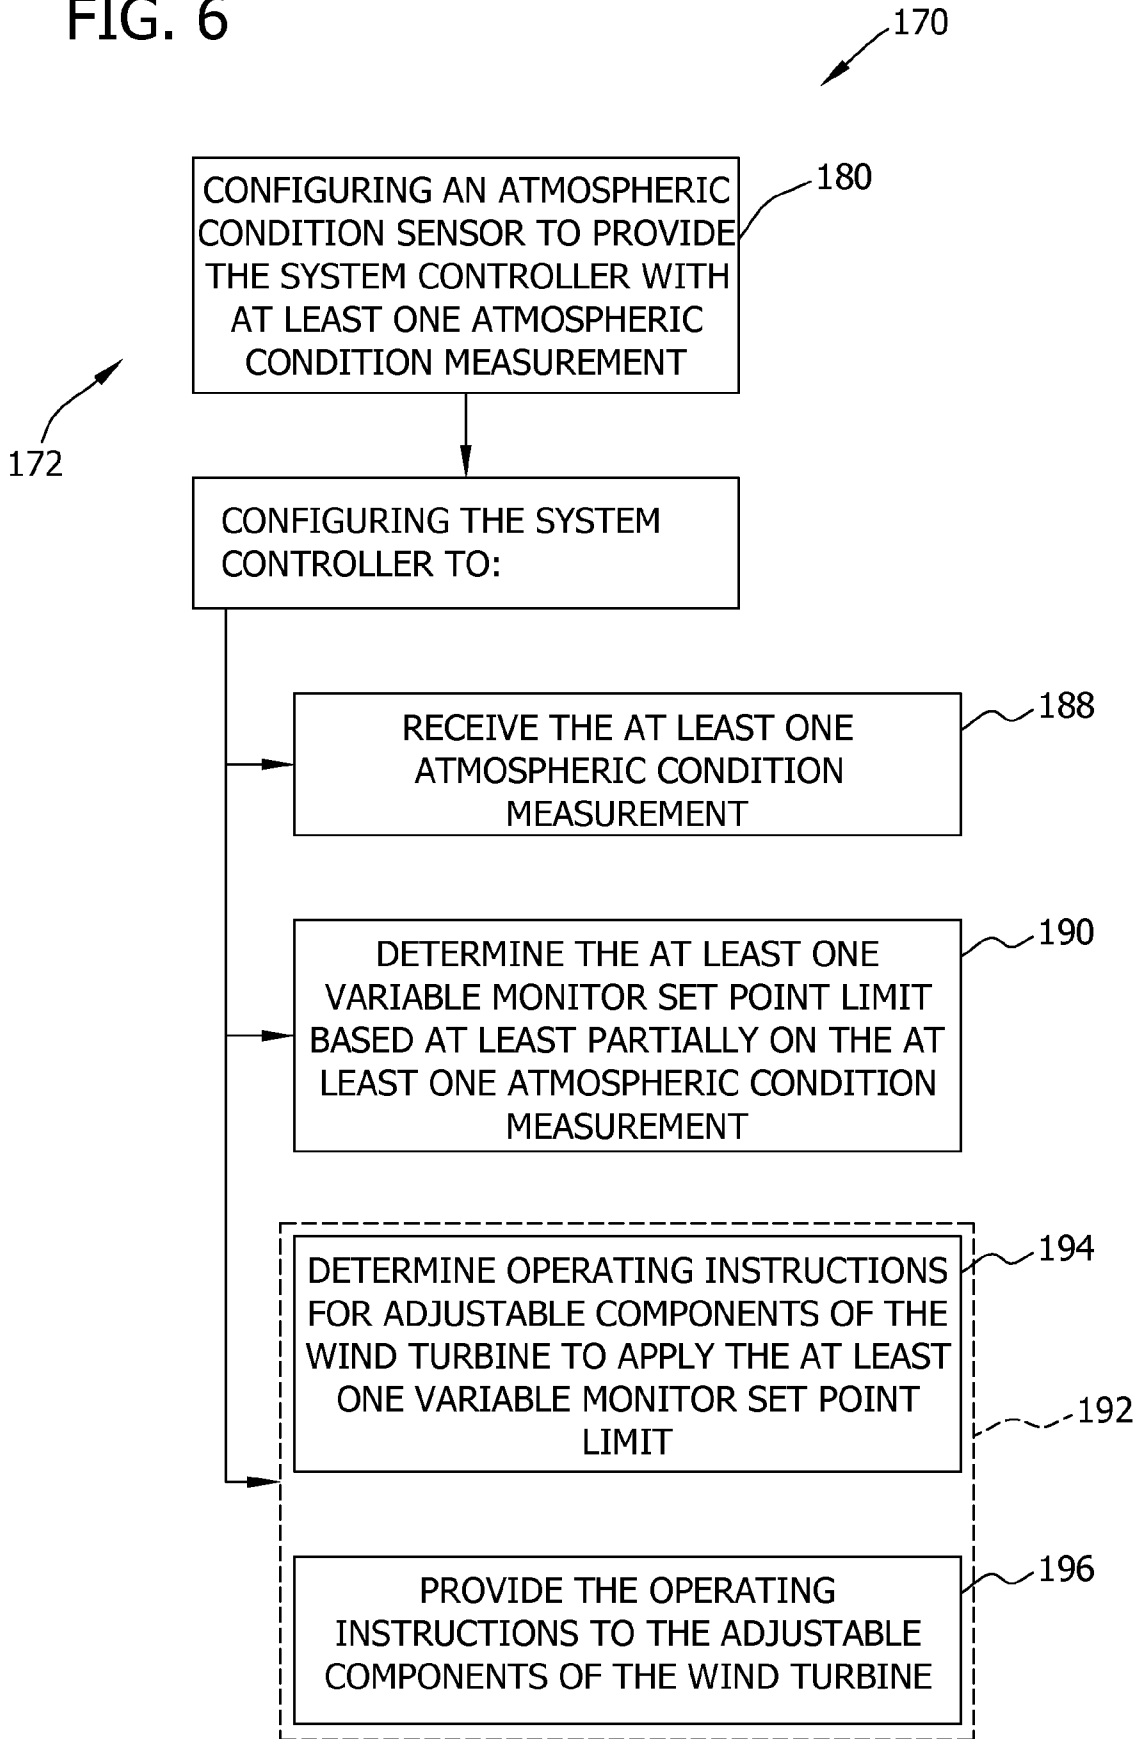 FIG. 6
170
CONFIGURING AN ATMOSPHERIC
CONDITION SENSOR TO PROVIDE
THE SYSTEM CONTROLLER WITH
AT LEAST ONE ATMOSPHERIC
CONDITION MEASUREMENT
180
172
CONFIGURING THE SYSTEM
CONTROLLER TO:
RECEIVE THE AT LEAST ONE
ATMOSPHERIC CONDITION
MEASUREMENT
188
DETERMINE THE AT LEAST ONE
VARIABLE MONITOR SET POINT LIMIT
BASED AT LEAST PARTIALLY ON THE AT
LEAST ONE ATMOSPHERIC CONDITION
MEASUREMENT
190
DETERMINE OPERATING INSTRUCTIONS
FOR ADJUSTABLE COMPONENTS OF THE
WIND TURBINE TO APPLY THE AT LEAST
ONE VARIABLE MONITOR SET POINT
LIMIT
194
192
PROVIDE THE OPERATING
INSTRUCTIONS TO THE ADJUSTABLE
COMPONENTS OF THE WIND TURBINE
196